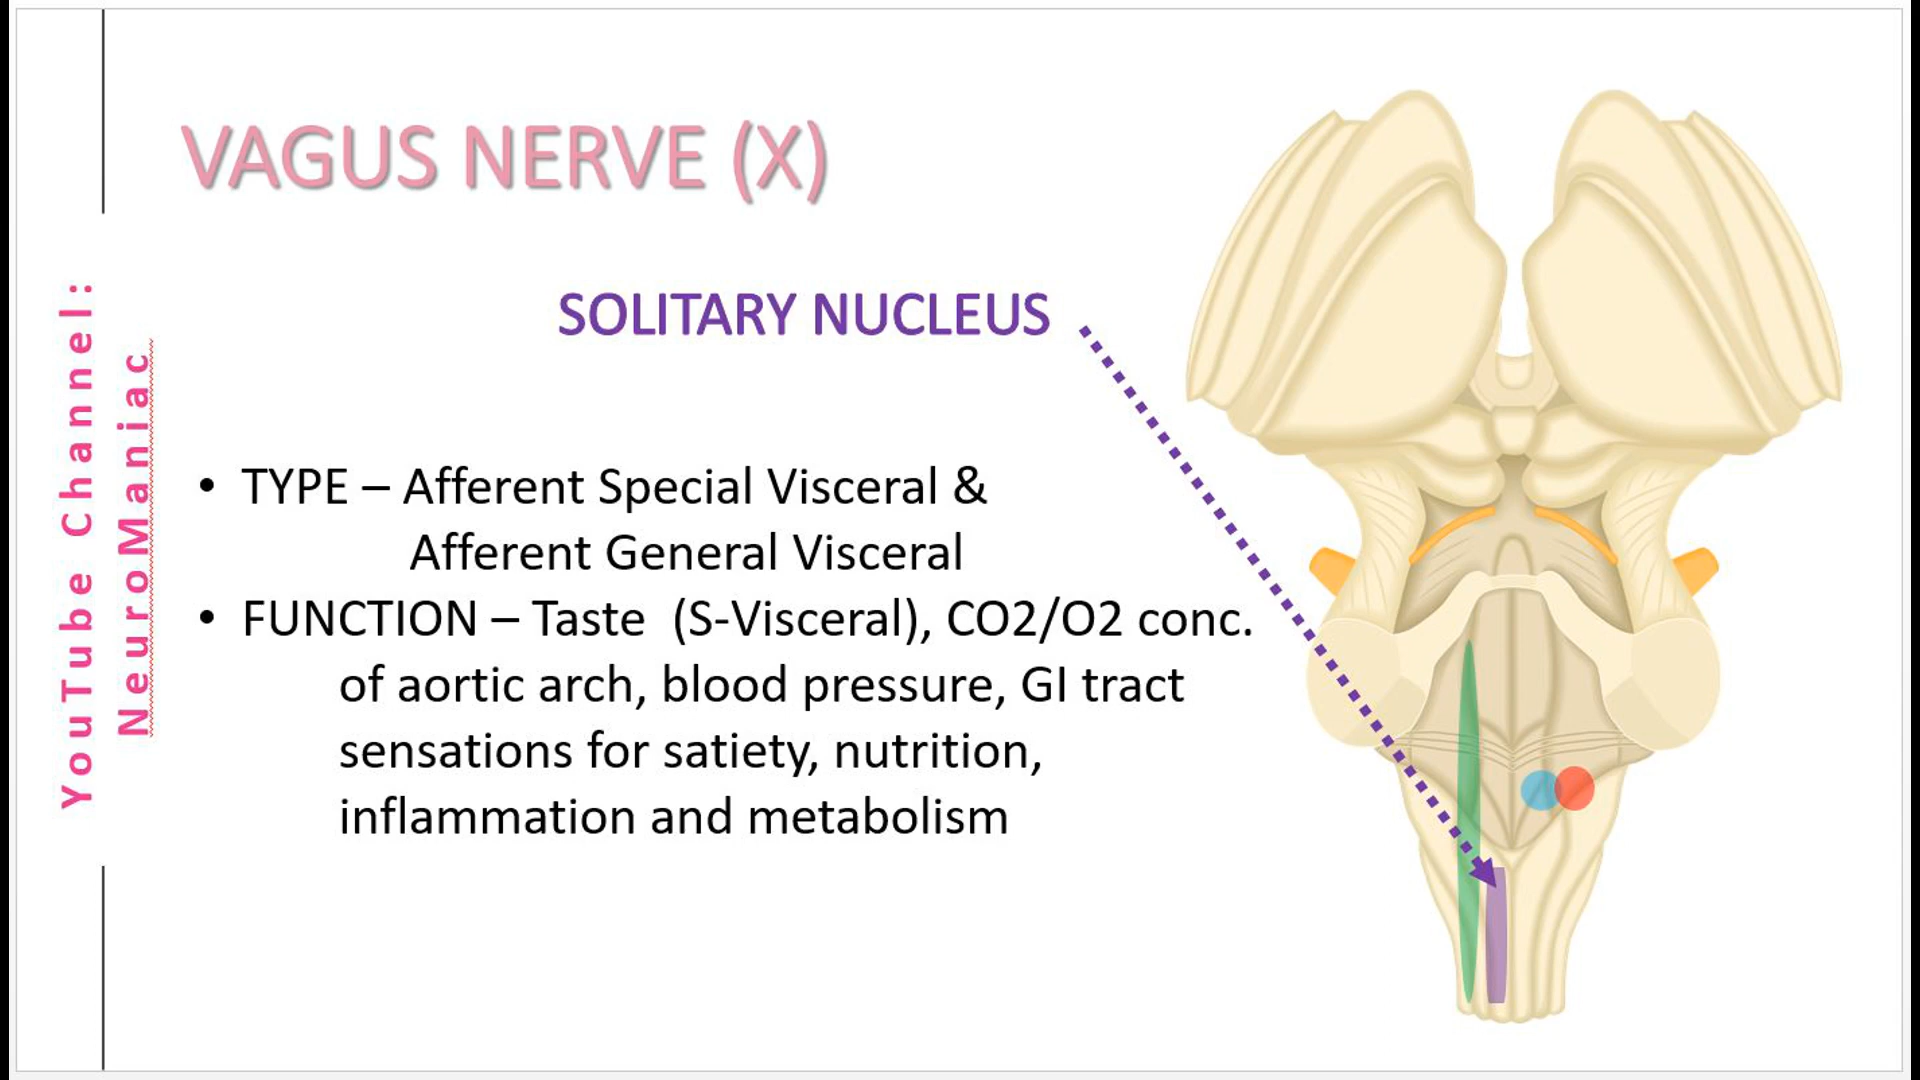 VAGUS NERVE (X)
SOLITARY NUCLEUS
• TYPE – Afferent Special Visceral &
Afferent General Visceral
• FUNCTION – Taste (S-Visceral), CO2/O2 conc.
of aortic arch, blood pressure, GI tract
sensations for satiety, nutrition,
inflammation and metabolism
YouTube Channel:
NeuroManiac